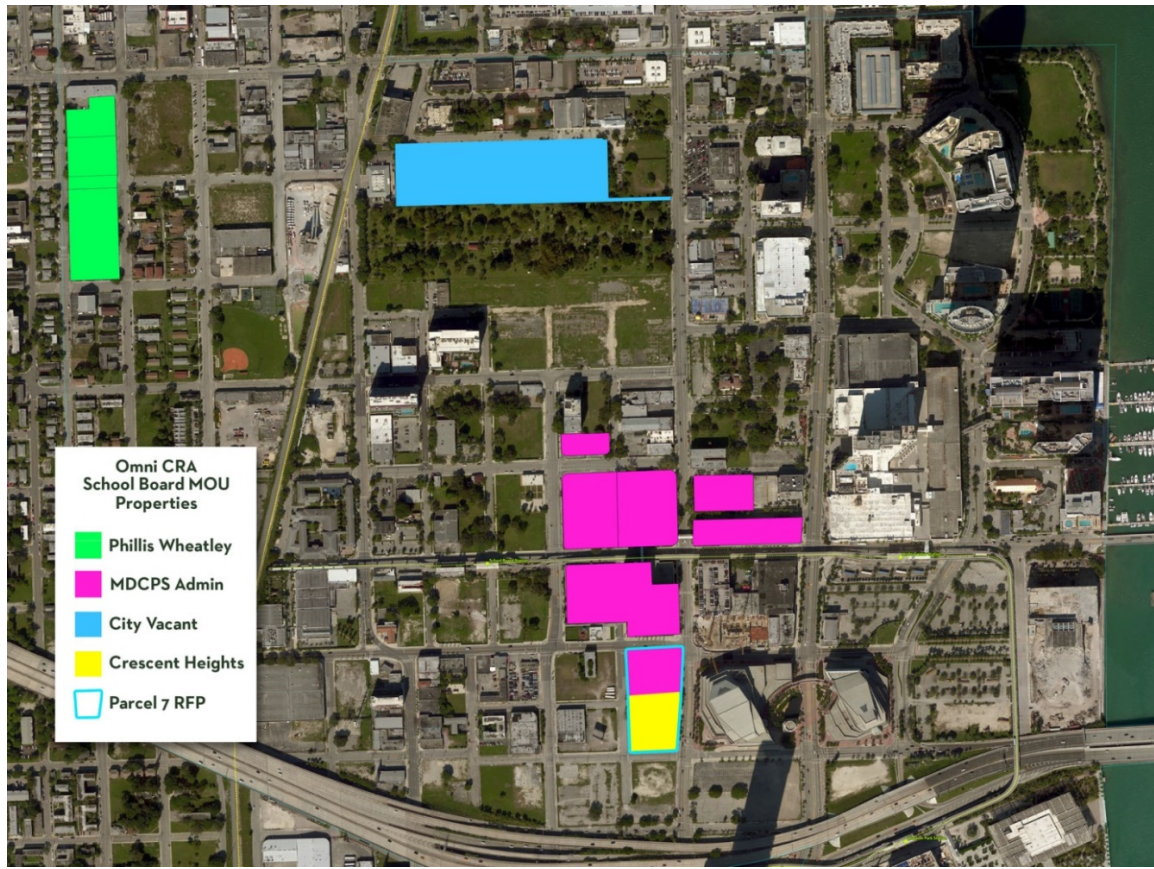 Omni CRA
School Board MOU
Properties
Phillis Wheatley
MDCPS Admin
City Vacant
Crescent Heights
Parcel 7 RFP